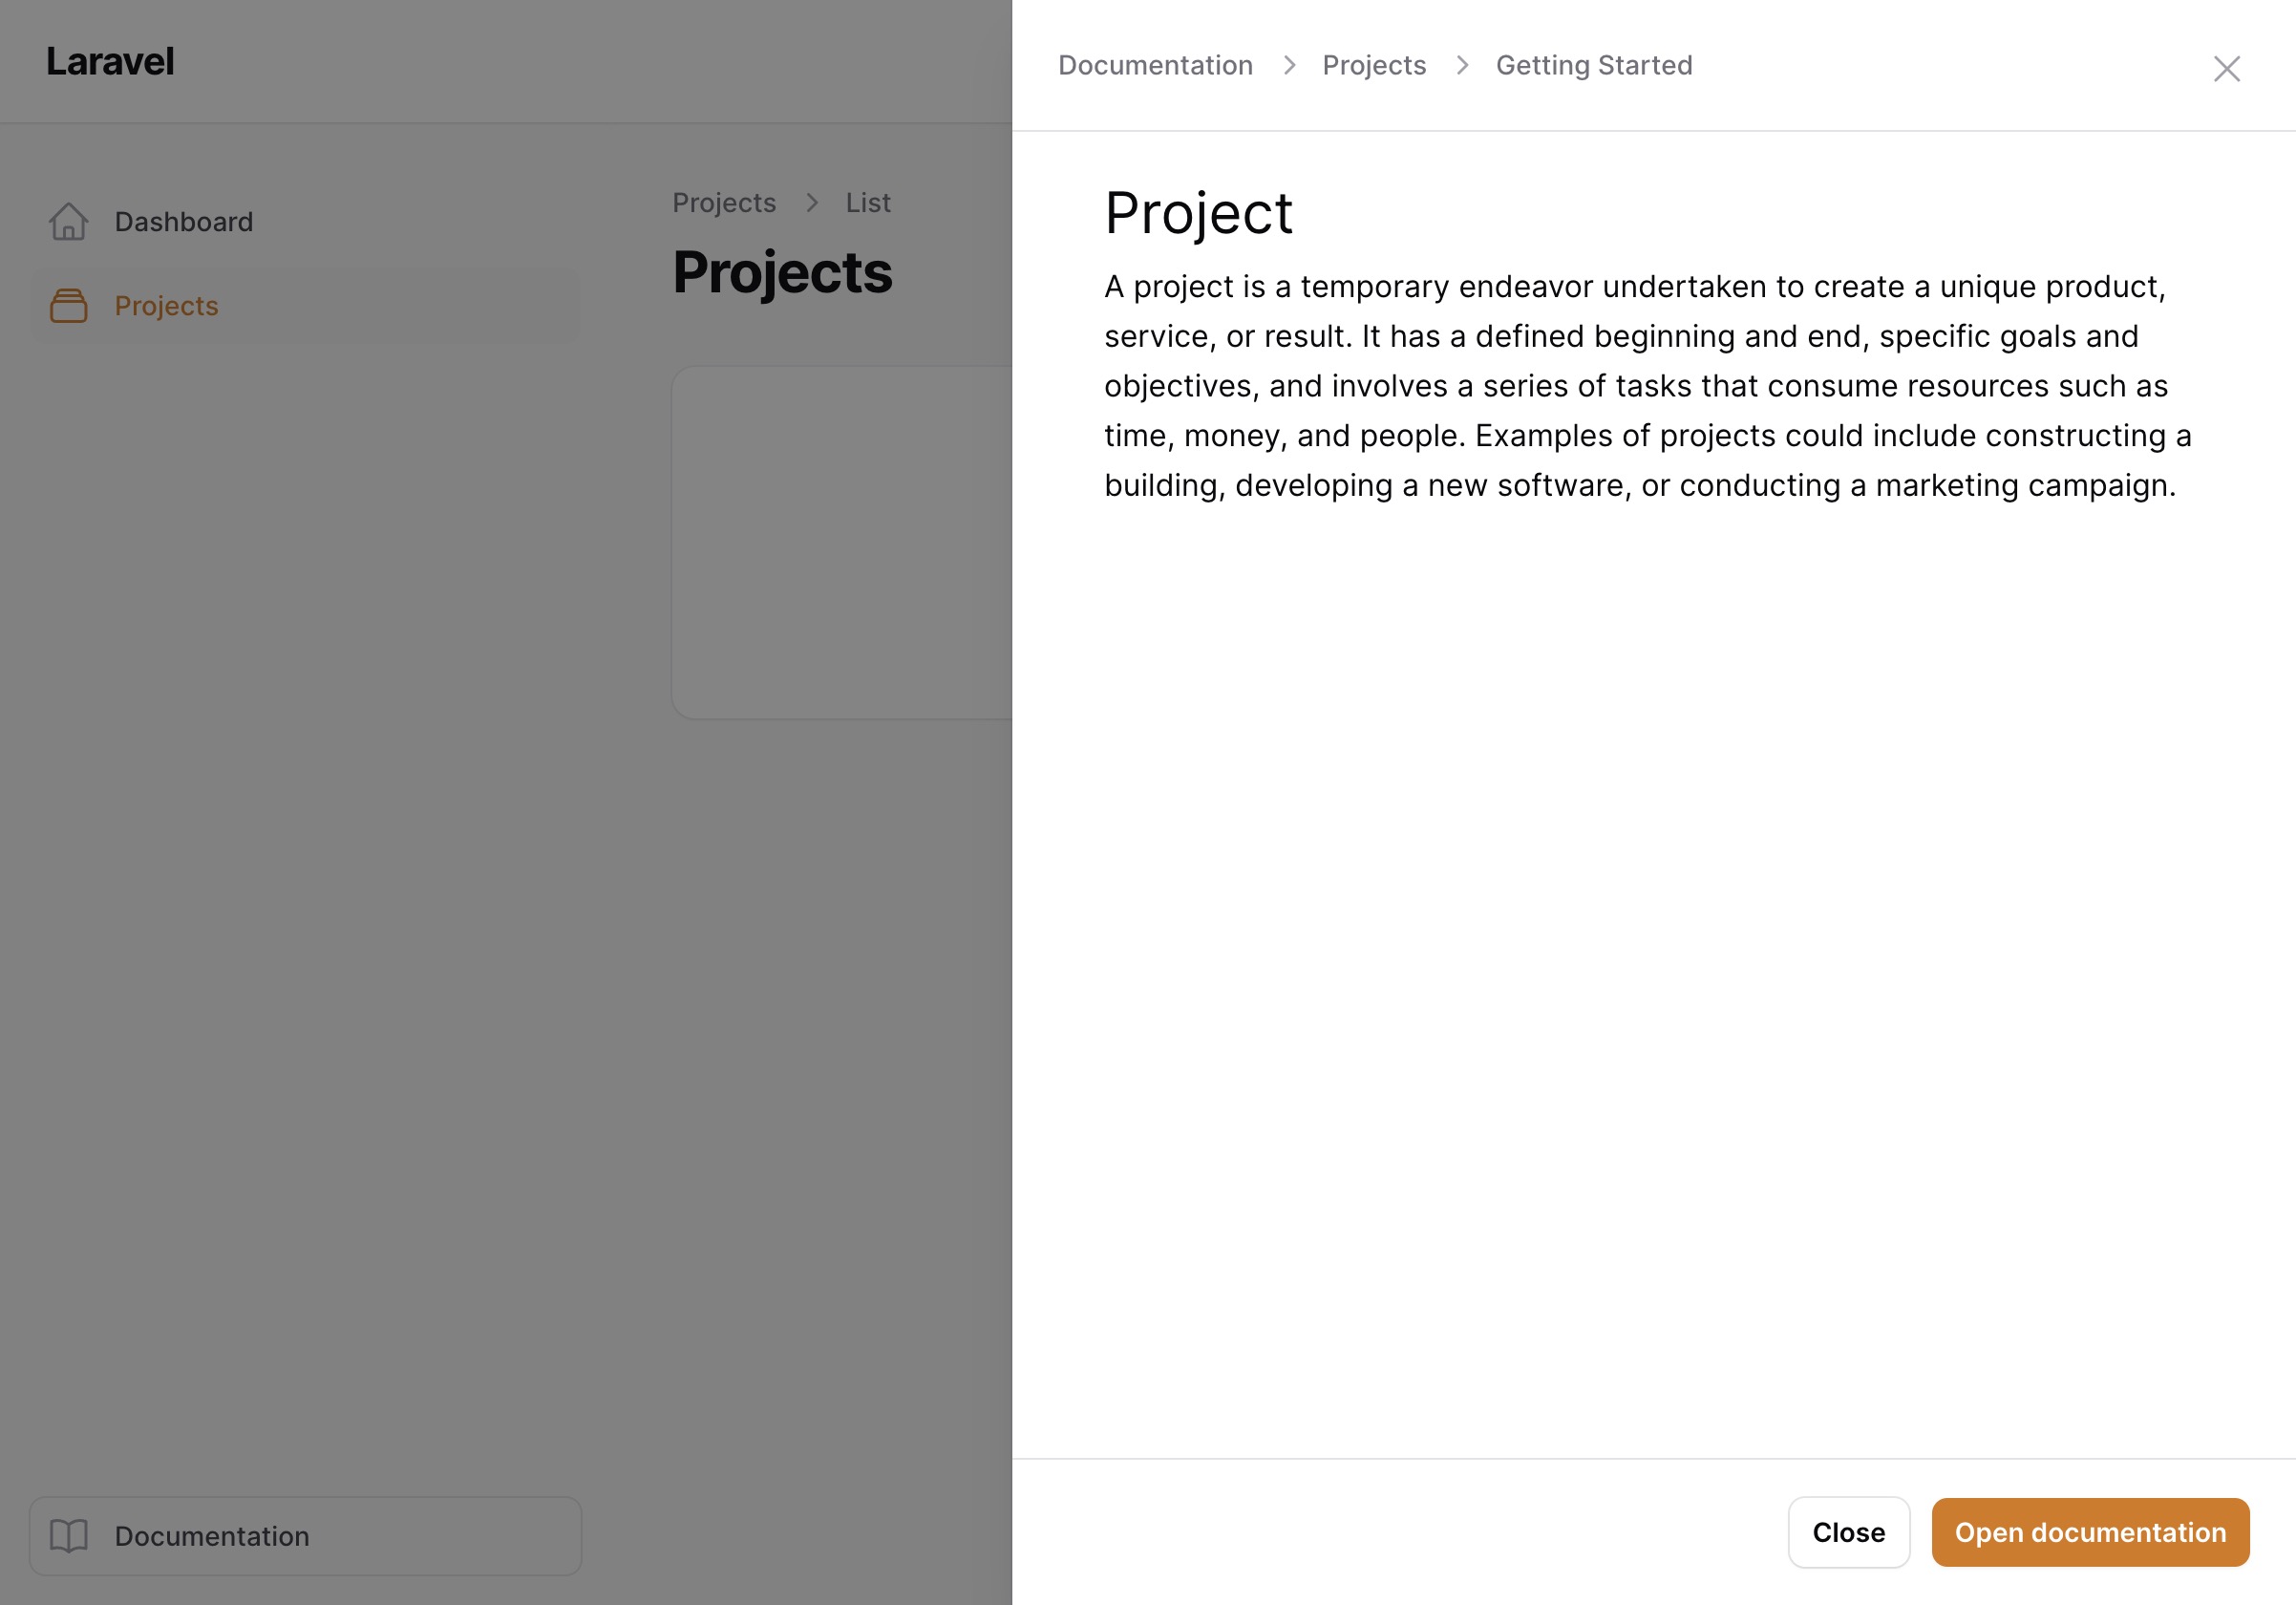 Laravel
Dashboard
Projects
Documentation
Projects > List
Projects
Documentation > Projects > Getting Started
Project
A project is a temporary endeavor undertaken to create a unique product,
service, or result. It has a defined beginning and end, specific goals and
objectives, and involves a series of tasks that consume resources such as
time, money, and people. Examples of projects could include constructing a
building, developing a new software, or conducting a marketing campaign.
Close
Open documentation